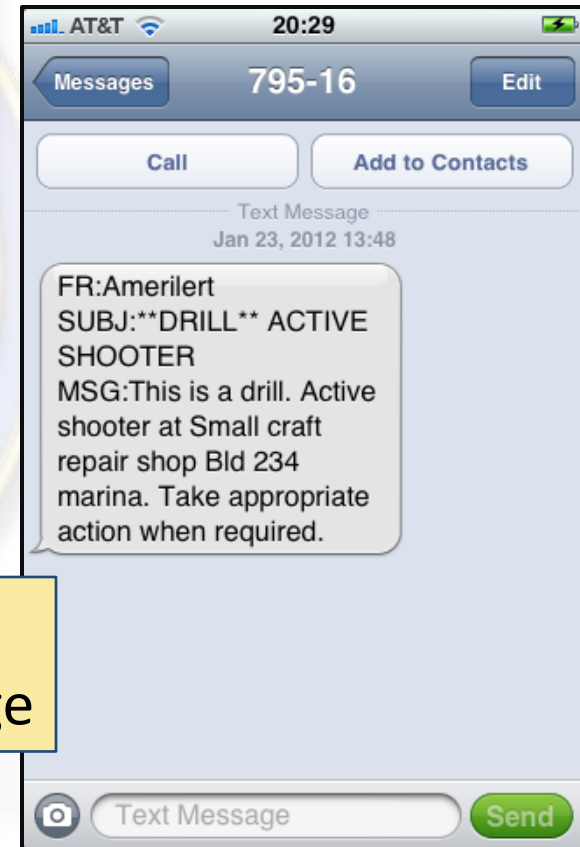 AT&T 20:29
Messages 795-16 Edit
Call Add to Contacts
Text Message
Jan 23, 2012 13:48
FR:Amerilert
SUBJ:**DRILL** ACTIVE
SHOOTER
MSG:This is a drill. Active
shooter at Small craft
repair shop Bld 234
marina. Take appropriate
action when required.
Text Message Send